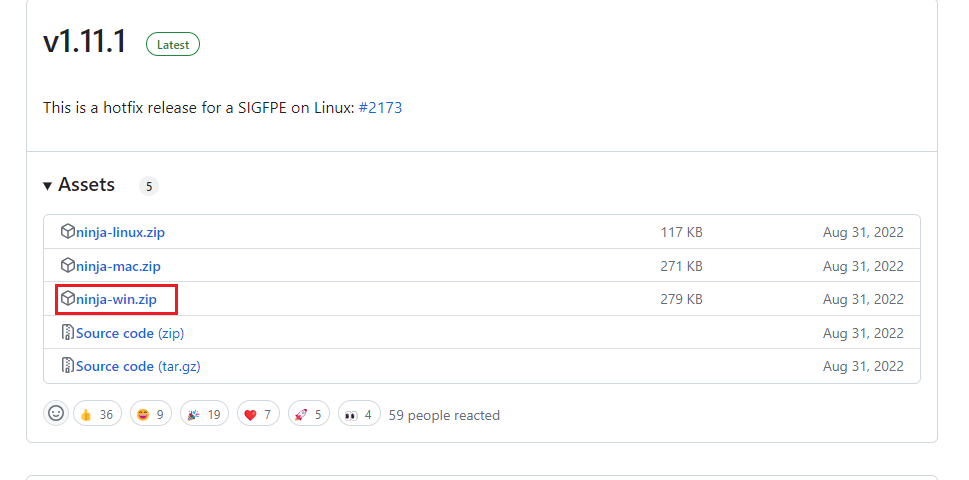 v1.11.1 Latest
This is a hotfix release for a SIGFPE on Linux: #2173
Assets 5
ninja-linux.zip 117 KB Aug 31, 2022
ninja-mac.zip 271 KB Aug 31, 2022
ninja-win.zip 279 KB Aug 31, 2022
Source code (zip) Aug 31, 2022
Source code (tar.gz) Aug 31, 2022
36 9 19 7 5 4 59 people reacted